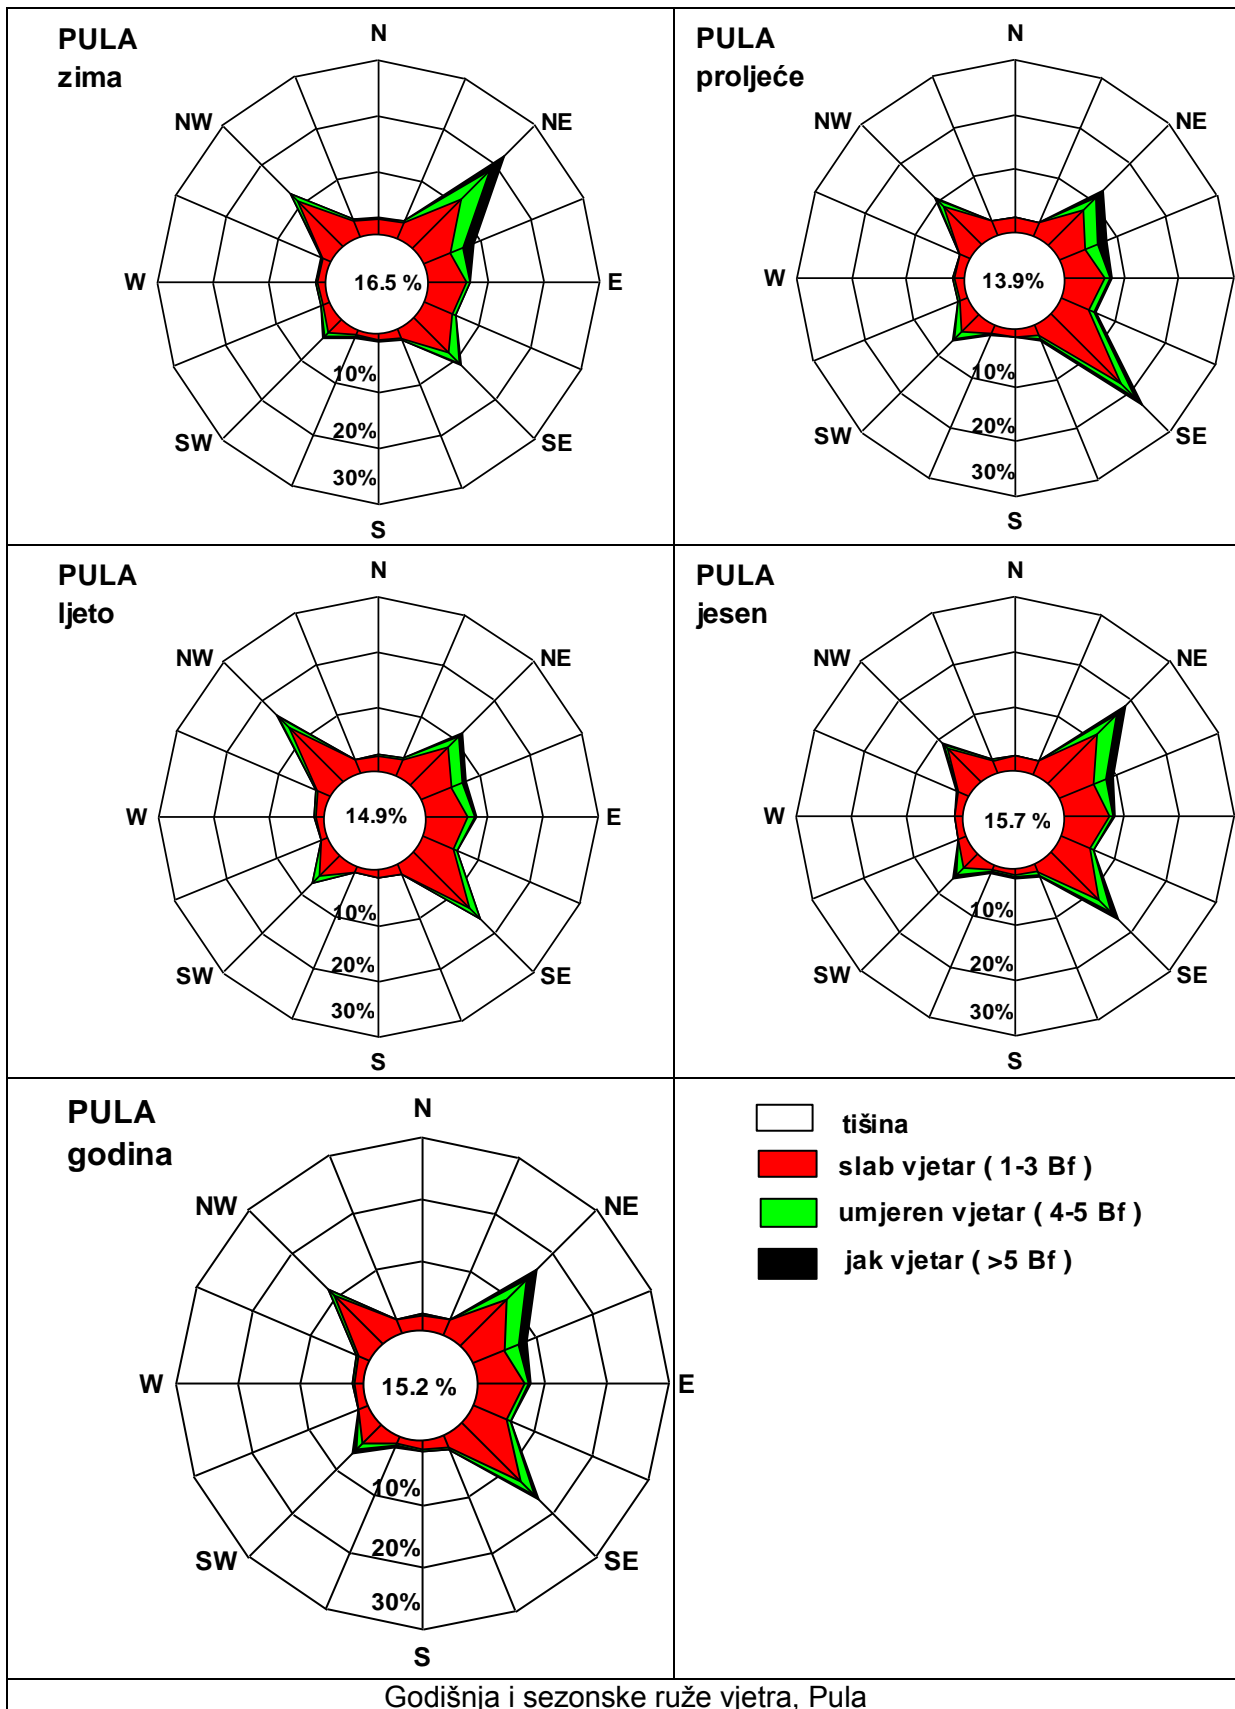 PULA
zima
N
NW
NE
W
16.5 %
E
10%
SW
20%
SE
30%
S
PULA
proljeće
N
NW
NE
W
13.9%
10%
SW
20%
SE
30%
S
PULA
ljeto
N
NW
NE
W
14.9%
E
10%
SW
20%
SE
30%
S
PULA
jesen
N
NW
NE
W
15.7 %
10%
SW
20%
SE
30%
S
PULA
godina
N
NW
NE
W
15.2 %
E
10%
SW
20%
SE
30%
S
tišina
slab vjetar ( 1-3 Bf )
umjeren vjetar ( 4-5 Bf )
jak vjetar ( >5 Bf )
Godišnja i sezonske ruže vjetra, Pula